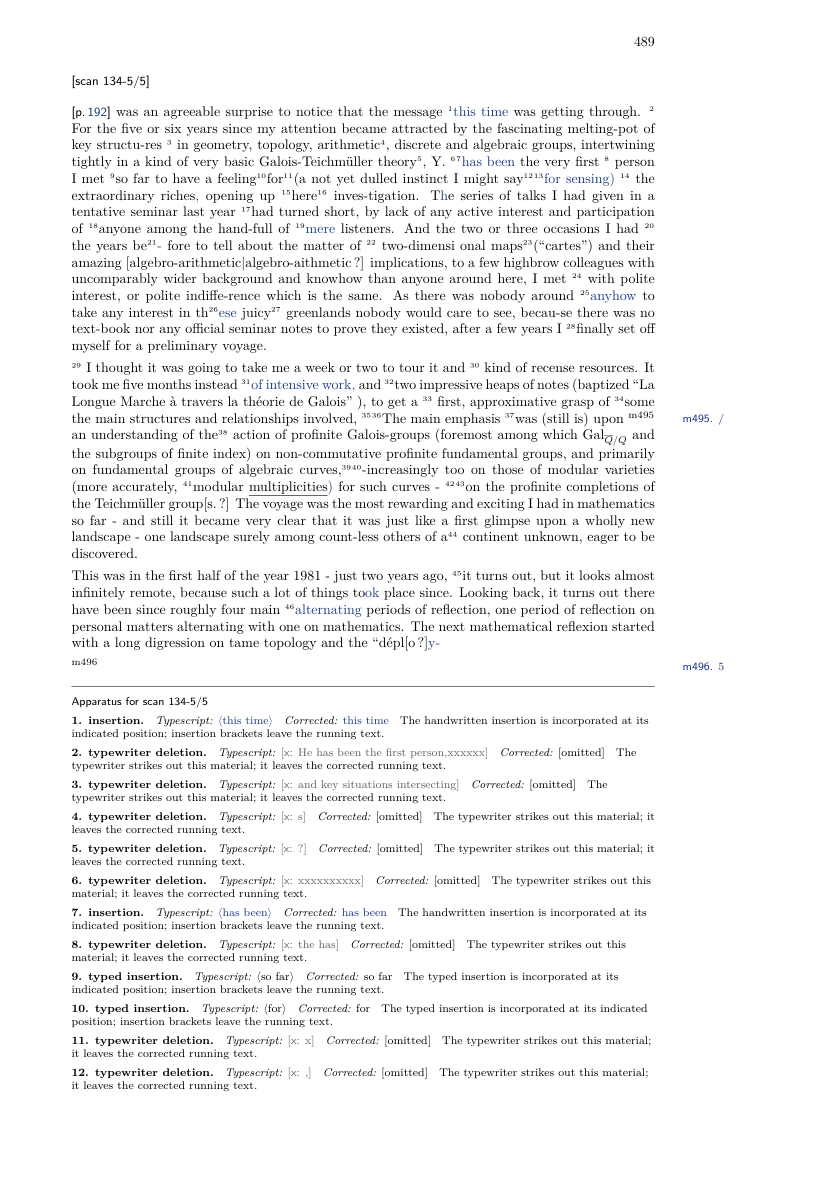 489
[scan 134-5/5]
[p. 192] was an agreeable surprise to notice that the message ¹this time was getting through. ²
For the five or six years since my attention became attracted by the fascinating melting-pot of
key structu-res ³ in geometry, topology, arithmetic⁴, discrete and algebraic groups, intertwining
tightly in a kind of very basic Galois-Teichmüller theory⁵, Y. ⁶⁷has been the very first ⁸ person
I met ⁹so far to have a feeling¹⁰for¹¹(a not yet dulled instinct I might say¹²¹³for sensing) ¹⁴ the
extraordinary riches, opening up ¹⁵here¹⁶ inves-tigation. The series of talks I had given in a
tentative seminar last year ¹⁷had turned short, by lack of any active interest and participation
of ¹⁸anyone among the hand-full of ¹⁹mere listeners. And the two or three occasions I had ²⁰
the years be²¹- fore to tell about the matter of ²² two-dimensi onal maps²³(“cartes”) and their
amazing [algebro-arithmetic|algebro-aithmetic ?] implications, to a few highbrow colleagues with
uncomparably wider background and knowhow than anyone around here, I met ²⁴ with polite
interest, or polite indiffe-rence which is the same. As there was nobody around ²⁵anyhow to
take any interest in th²⁶ese juicy²⁷ greenlands nobody would care to see, becau-se there was no
text-book nor any official seminar notes to prove they existed, after a few years I ²⁸finally set off
myself for a preliminary voyage.
²⁹ I thought it was going to take me a week or two to tour it and ³⁰ kind of recense resources. It
took me five months instead ³¹of intensive work, and ³²two impressive heaps of notes (baptized “La
Longue Marche à travers la théorie de Galois” ), to get a ³³ first, approximative grasp of ³⁴some
the main structures and relationships involved, ³⁵³⁶The main emphasis ³⁷was (still is) upon m495
m495. /
an understanding of the³⁸ action of profinite Galois-groups (foremost among which Gal_Q̅/Q and
the subgroups of finite index) on non-commutative profinite fundamental groups, and primarily
on fundamental groups of algebraic curves,³⁹⁴⁰-increasingly too on those of modular varieties
(more accurately, ⁴¹modular multiplicities) for such curves - ⁴²⁴³on the profinite completions of
the Teichmüller group[s. ?] The voyage was the most rewarding and exciting I had in mathematics
so far - and still it became very clear that it was just like a first glimpse upon a wholly new
landscape - one landscape surely among count-less others of a⁴⁴ continent unknown, eager to be
discovered.
This was in the first half of the year 1981 - just two years ago, ⁴⁵it turns out, but it looks almost
infinitely remote, because such a lot of things took place since. Looking back, it turns out there
have been since roughly four main ⁴⁶alternating periods of reflection, one period of reflection on
personal matters alternating with one on mathematics. The next mathematical reflexion started
with a long digression on tame topology and the “dépl[o ?]y-
m496
m496. 5
Apparatus for scan 134-5/5
1. insertion. Typescript: ⟨this time⟩ Corrected: this time The handwritten insertion is incorporated at its
indicated position; insertion brackets leave the running text.
2. typewriter deletion. Typescript: [x: He has been the first person,xxxxxx] Corrected: [omitted] The
typewriter strikes out this material; it leaves the corrected running text.
3. typewriter deletion. Typescript: [x: and key situations intersecting] Corrected: [omitted] The
typewriter strikes out this material; it leaves the corrected running text.
4. typewriter deletion. Typescript: [x: s] Corrected: [omitted] The typewriter strikes out this material; it
leaves the corrected running text.
5. typewriter deletion. Typescript: [x: ?] Corrected: [omitted] The typewriter strikes out this material; it
leaves the corrected running text.
6. typewriter deletion. Typescript: [x: xxxxxxxxxx] Corrected: [omitted] The typewriter strikes out this
material; it leaves the corrected running text.
7. insertion. Typescript: ⟨has been⟩ Corrected: has been The handwritten insertion is incorporated at its
indicated position; insertion brackets leave the running text.
8. typewriter deletion. Typescript: [x: the has] Corrected: [omitted] The typewriter strikes out this
material; it leaves the corrected running text.
9. typed insertion. Typescript: ⟨so far⟩ Corrected: so far The typed insertion is incorporated at its
indicated position; insertion brackets leave the running text.
10. typed insertion. Typescript: ⟨for⟩ Corrected: for The typed insertion is incorporated at its indicated
position; insertion brackets leave the running text.
11. typewriter deletion. Typescript: [x: x] Corrected: [omitted] The typewriter strikes out this material;
it leaves the corrected running text.
12. typewriter deletion. Typescript: [x: ,] Corrected: [omitted] The typewriter strikes out this material;
it leaves the corrected running text.